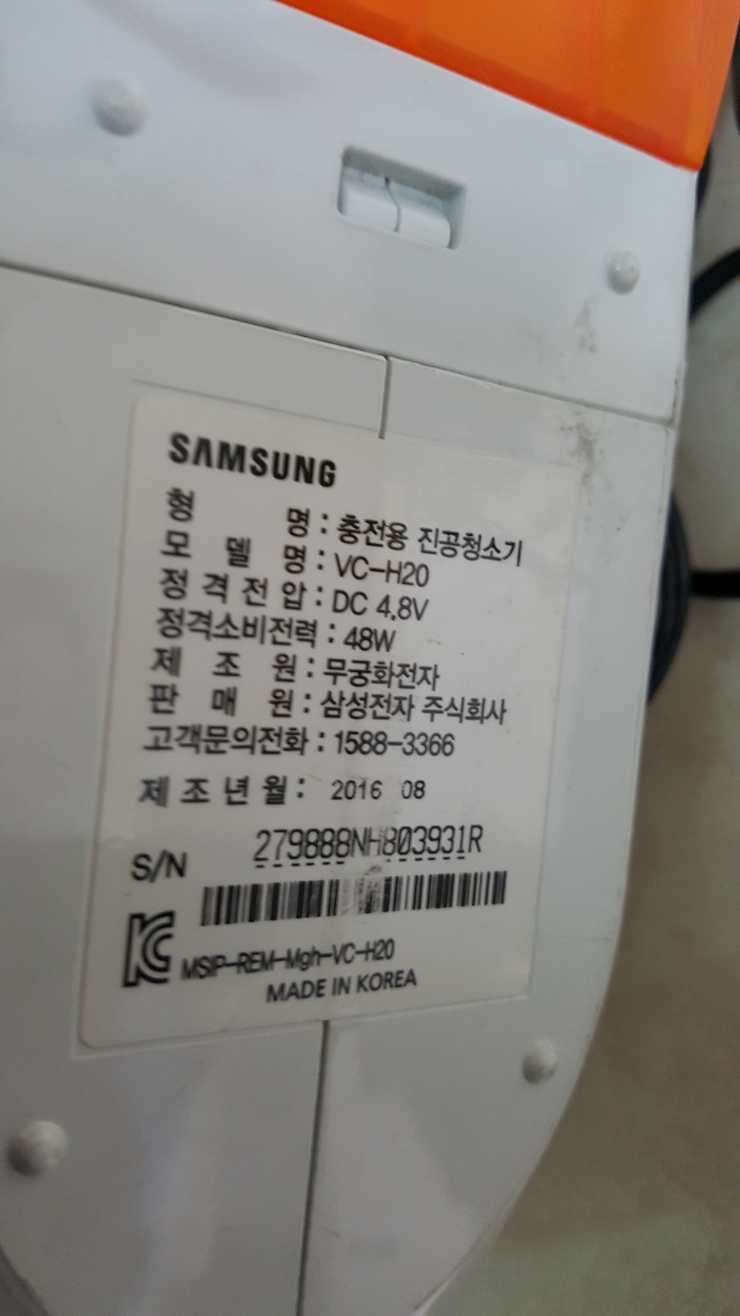 SAMSUNG
형 명 : 충전용 진공청소기
모 델 명 : VC-H20
정 격 전 압 : DC 4.8V
정격소비전력 : 48W
제 조 원 : 무궁화전자
판 매 원 : 삼성전자 주식회사
고객문의전화 : 1588-3366
제 조 년 월 : 2016 08
S/N 279888NH803931R
MSIP-REM-Mgh-VC-H20
MADE IN KOREA